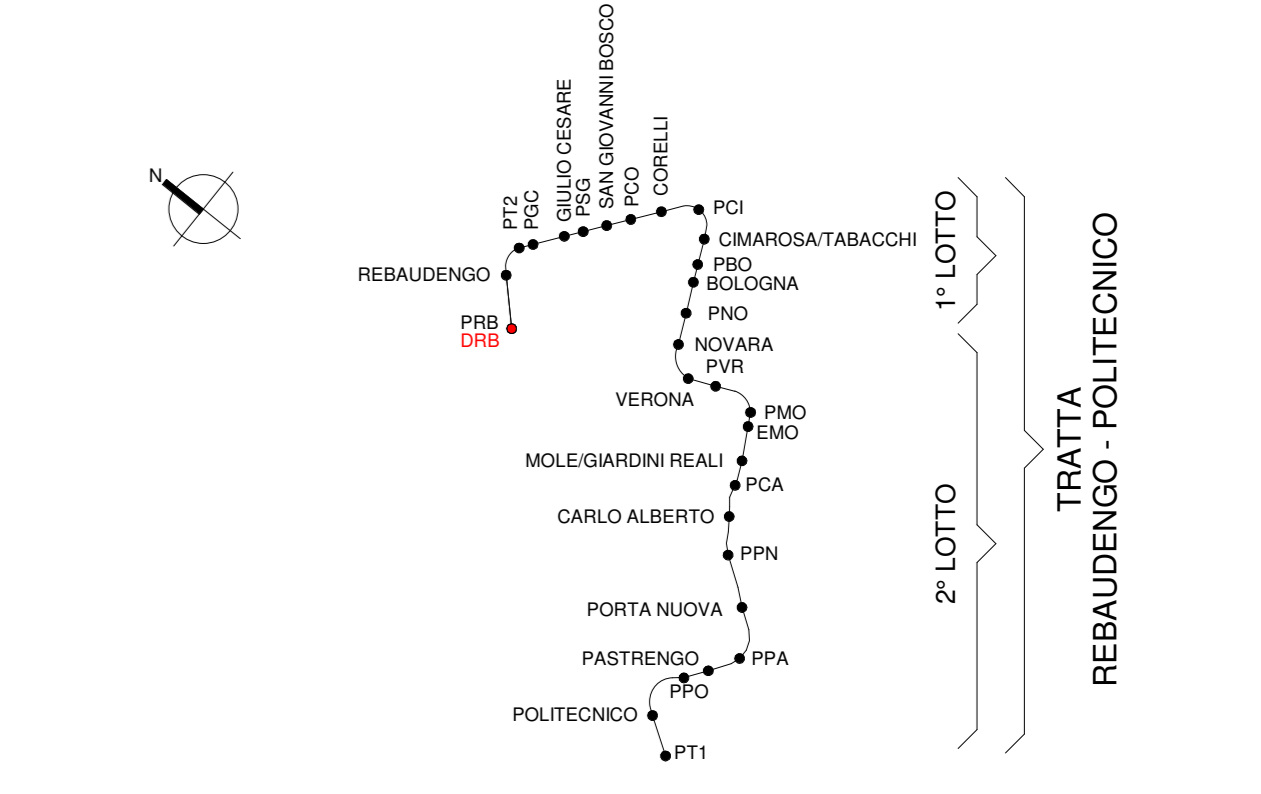 N
PT2
PGC
GIULIO CESARE
PSG
SAN GIOVANNI BOSCO
PCO
CORELLI
PCI
CIMAROSA/TABACCHI
PBO
BOLOGNA
REBAUDENGO
PRB
DRB
PNO
NOVARA
PVR
VERONA
PMO
EMO
MOLE/GIARDINI REALI
PCA
CARLO ALBERTO
PPN
PORTA NUOVA
PASTRENGO
PPA
PPO
POLITECNICO
PT1
1° LOTTO
2° LOTTO
TRATTA
REBAUDENGO - POLITECNICO